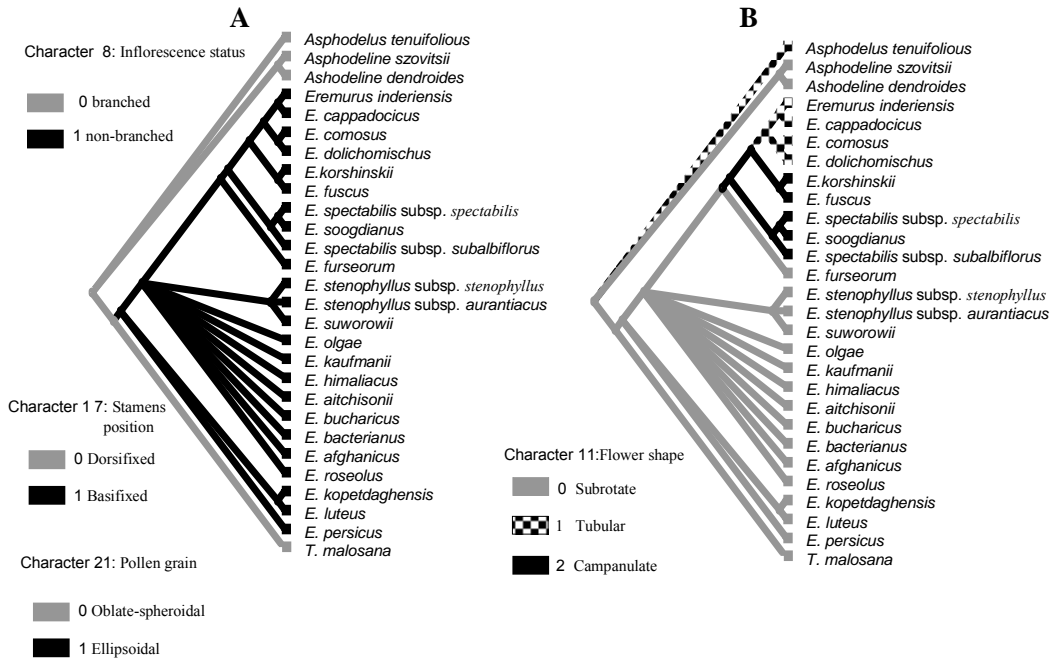 A
Character 8: Inflorescence status
0 branched
1 non-branched
Character 1 7: Stamens
position
0 Dorsifixed
1 Basifixed
Character 21: Pollen grain
0 Oblate-spheroidal
1 Ellipsoidal
Asphodelus tenuifolious
Asphodeline szovitsii
Ashodeline dendroides
Eremurus inderiensis
E. cappadocicus
E. comosus
E. dolichomischus
E.korshinskii
E. fuscus
E. spectabilis subsp. spectabilis
E. soogdianus
E. spectabilis subsp. subalbiflorus
E. furseorum
E. stenophyllus subsp. stenophyllus
E. stenophyllus subsp. aurantiacus
E. suworowii
E. olgae
E. kaufmanii
E. himaliacus
E. aitchisonii
E. bucharicus
E. bacterianus
E. afghanicus
E. roseolus
E. kopetdaghensis
E. luteus
E. persicus
T. malosana
B
Character 11:Flower shape
0 Subrotate
1 Tubular
2 Campanulate
Asphodelus tenuifolious
Asphodeline szovitsii
Ashodeline dendroides
Eremurus inderiensis
E. cappadocicus
E. comosus
E. dolichomischus
E.korshinskii
E. fuscus
E. spectabilis subsp. spectabilis
E. soogdianus
E. spectabilis subsp. subalbiflorus
E. furseorum
E. stenophyllus subsp. stenophyllus
E. stenophyllus subsp. aurantiacus
E. suworowii
E. olgae
E. kaufmanii
E. himaliacus
E. aitchisonii
E. bucharicus
E. bacterianus
E. afghanicus
E. roseolus
E. kopetdaghensis
E. luteus
E. persicus
T. malosana